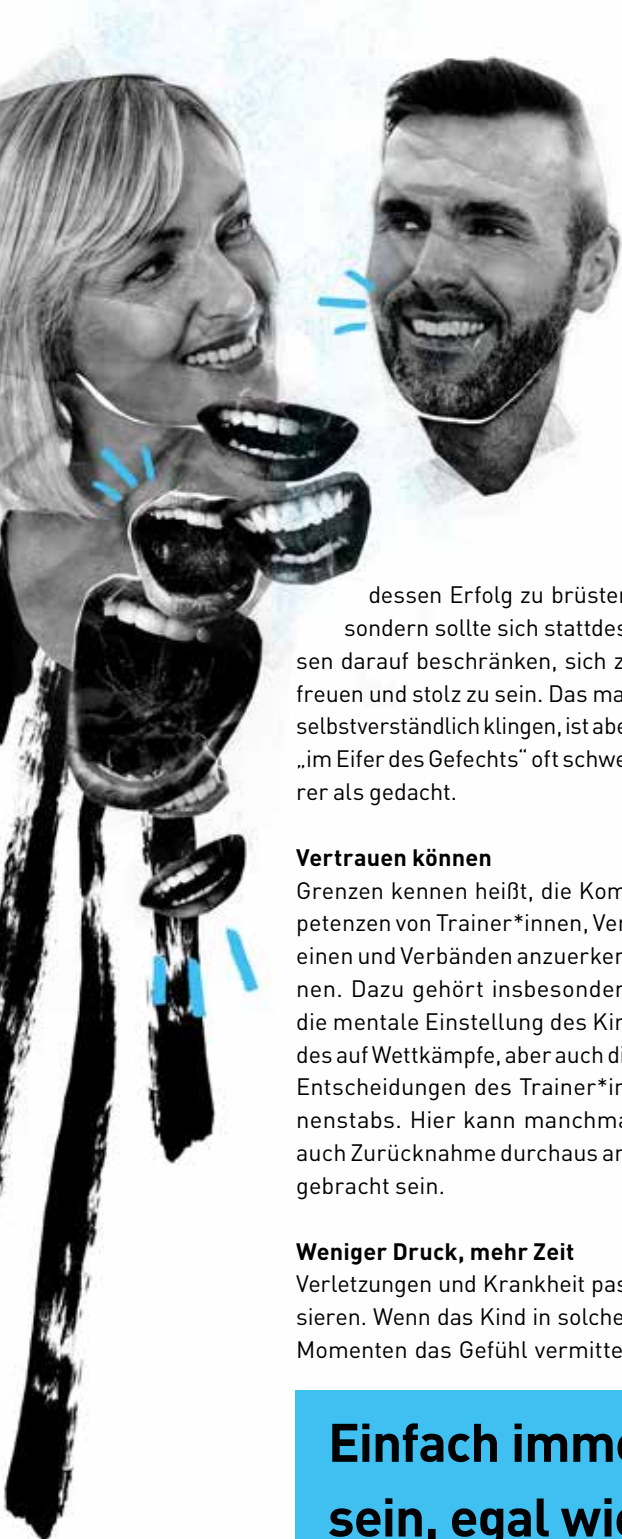 dessen Erfolg zu brüsten
sondern sollte sich stattdes
sen darauf beschränken, sich z
freuen und stolz zu sein. Das ma
selbstverständlich klingen, ist abe
„im Eifer des Gefechts“ oft schwe
rer als gedacht.
Vertrauen können
Grenzen kennen heißt, die Kom
petenzen von Trainer*innen, Ver
einen und Verbänden anzuerken
nen. Dazu gehört insbesonder
die mentale Einstellung des Kin
des auf Wettkämpfe, aber auch di
Entscheidungen des Trainer*in
nenstabs. Hier kann manchma
auch Zurücknahme durchaus an
gebracht sein.
Weniger Druck, mehr Zeit
Verletzungen und Krankheit pas
sieren. Wenn das Kind in solche
Momenten das Gefühl vermitte
Einfach imme
sein, egal wie